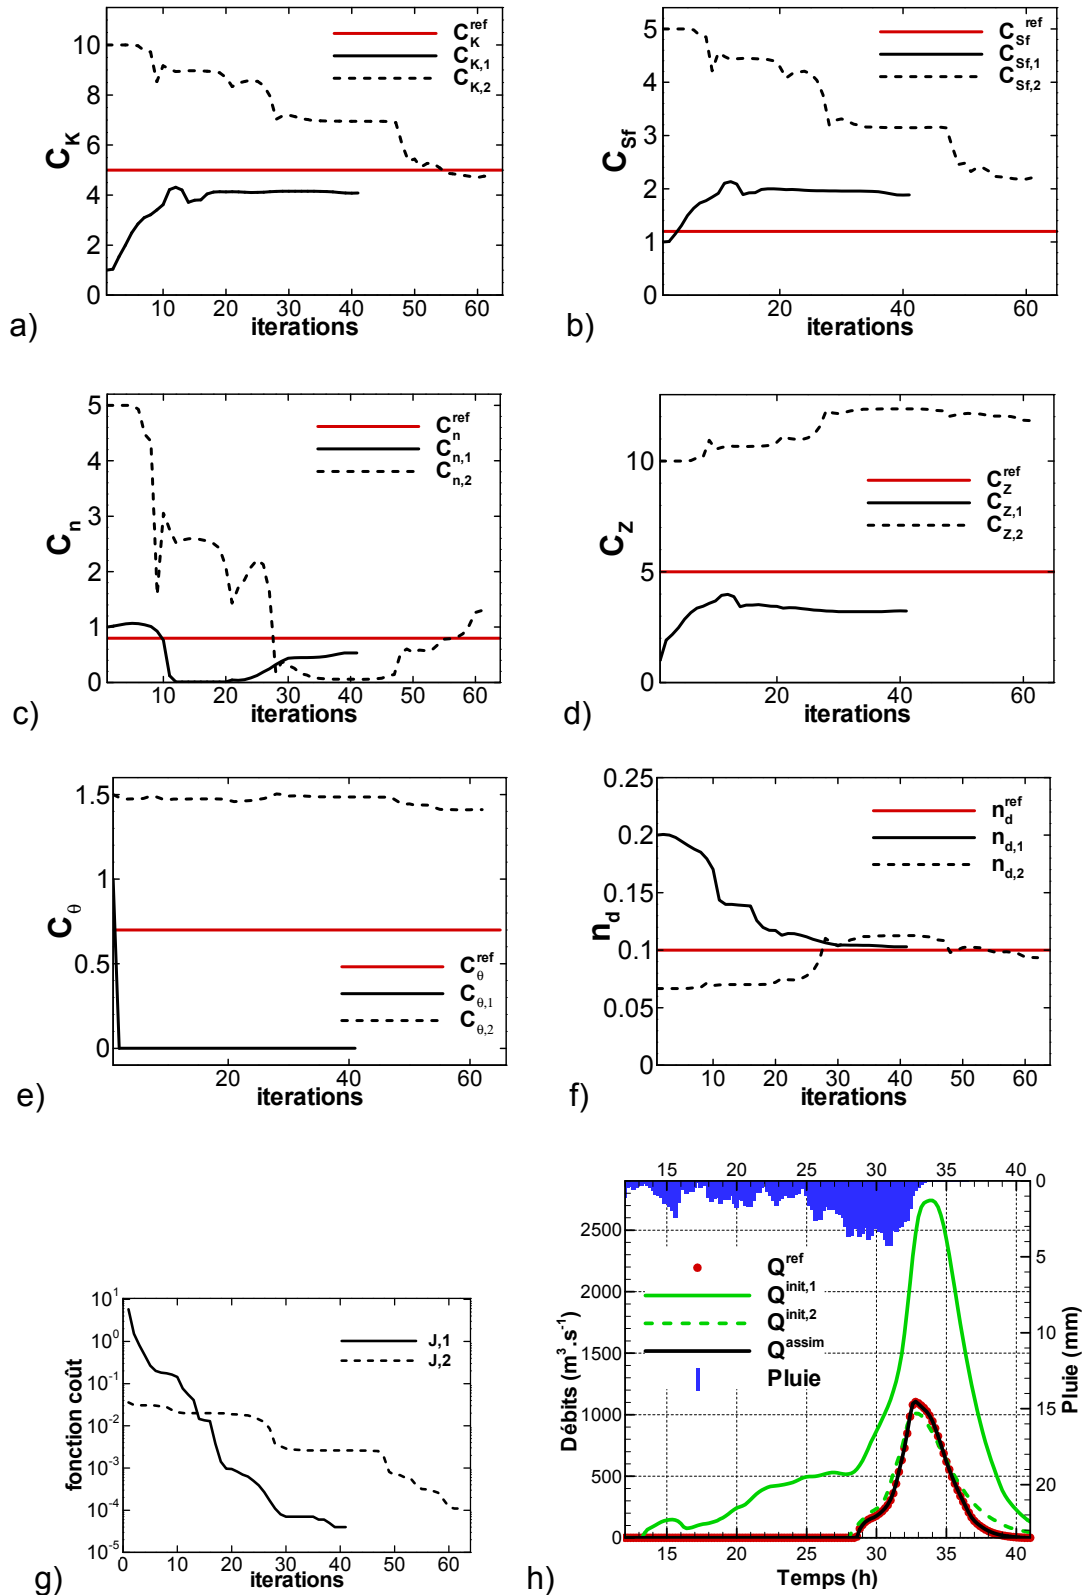 C_K
10
8
6
4
2
0
C_K^ref
C_K,1
C_K,2
10 20 30 40 50 60
iterations
a)
C_Sf
5
4
3
2
1
0
C_Sf^ref
C_Sf,1
C_Sf,2
20 40 60
iterations
b)
C_n
5
4
3
2
1
0
C_n^ref
C_n,1
C_n,2
10 20 30 40 50 60
iterations
c)
C_Z
10
5
0
C_Z^ref
C_Z,1
C_Z,2
20 40 60
iterations
d)
C_θ
1.5
1
0.5
0
C_θ^ref
C_θ,1
C_θ,2
20 40 60
iterations
e)
n_d
0.25
0.2
0.15
0.1
0.05
0
n_d^ref
n_d,1
n_d,2
10 20 30 40 50 60
iterations
f)
fonction coût
10^1
10^0
10^-1
10^-2
10^-3
10^-4
10^-5
J,1
J,2
0 10 20 30 40 50 60
iterations
g)
15 20 25 30 35 40
Débits (m³.s⁻¹)
2500
2000
1500
1000
500
0
Q^ref
Q^init,1
Q^init,2
Q^assim
Pluie
0
5
10
15
20
Pluie (mm)
15 20 25 30 35 40
Temps (h)
h)